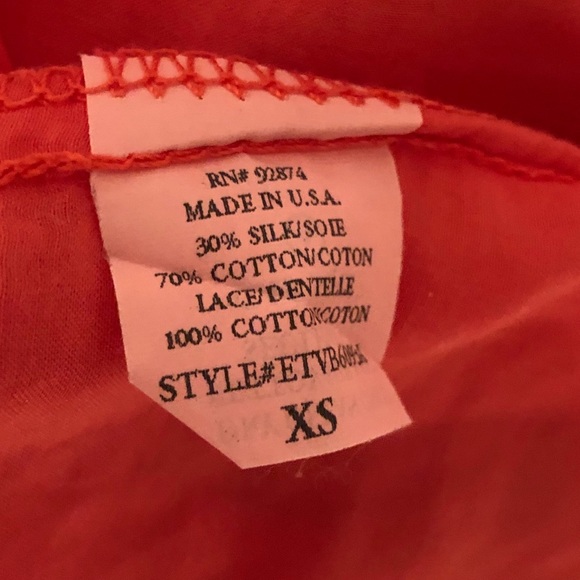 RN# 92874
MADE IN U.S.A.
30% SILK/SOIE
70% COTTON/COTON
LACE/DENTELLE
100% COTTON/COTON
XS